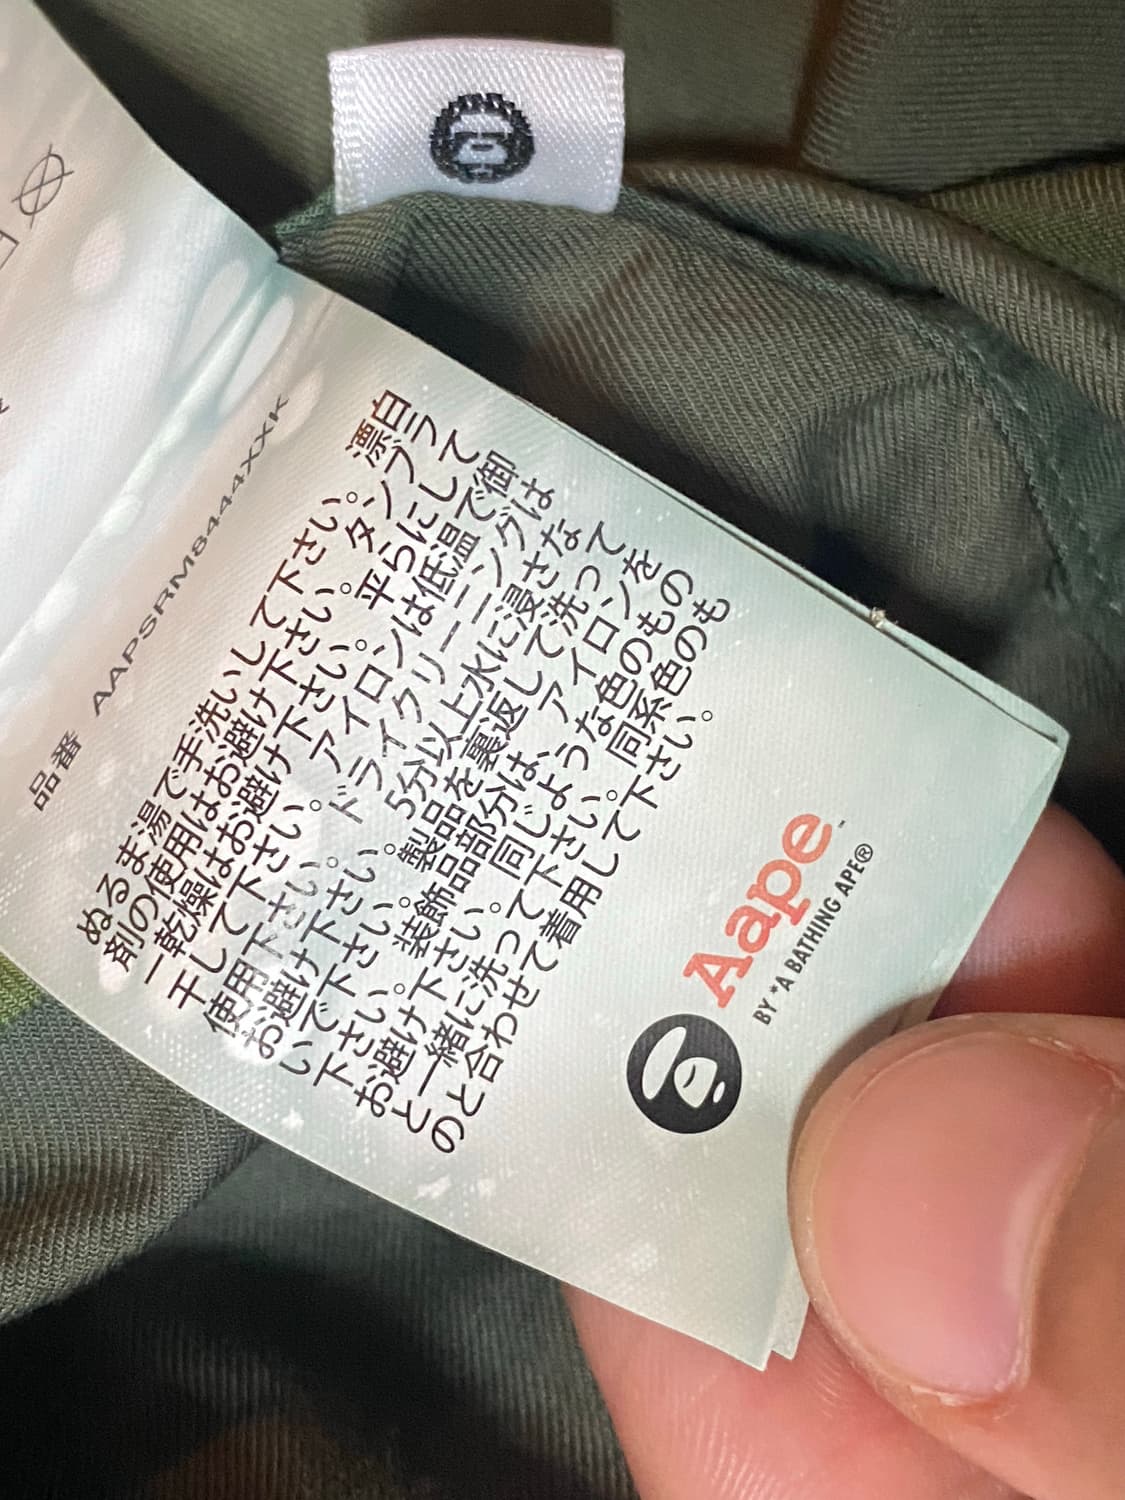 品番 AAPSRM8444XXK
ぬるま湯で手洗いして下さい。漂白
剤の使用はお避け下さい。タンブラ
ー乾燥はお避け下さい。平らにして
干して下さい。アイロンは低温で御
使用下さい。ドライクリーニングは
お避け下さい。5分以上水に浸さな
いで下さい。製品を裏返して洗って
下さい。装飾品部分は、アイロンを
お避け下さい。同じような色のもの
と一緒に洗って下さい。同系色のも
のと合わせて着用して下さい。
Aape™
BY *A BATHING APE®